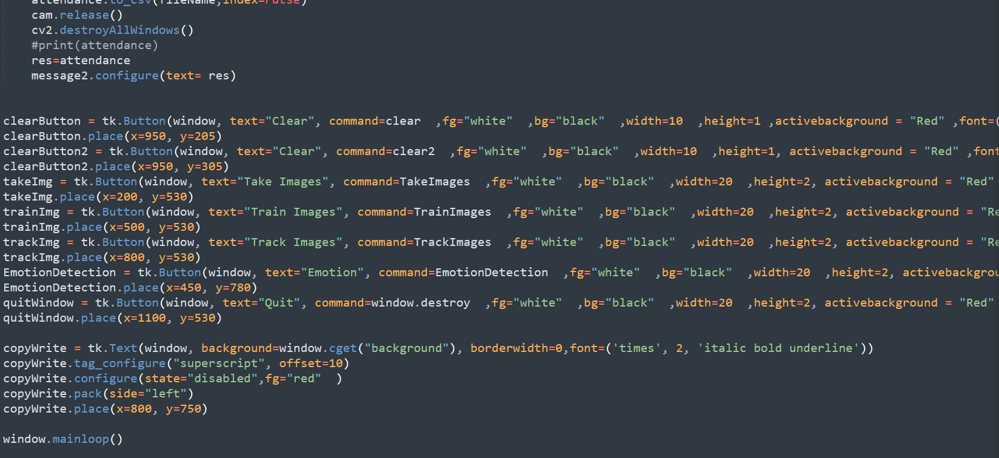 attendance.to_csv(fileName,index=False)
cam.release()
cv2.destroyAllWindows()
#print(attendance)
res=attendance
message2.configure(text= res)
clearButton = tk.Button(window, text="Clear", command=clear  ,fg="white"  ,bg="black"  ,width=10  ,height=1 ,activebackground = "Red" ,font=(
clearButton.place(x=950, y=205)
clearButton2 = tk.Button(window, text="Clear", command=clear2  ,fg="white"  ,bg="black"  ,width=10  ,height=1, activebackground = "Red" ,font
clearButton2.place(x=950, y=305)
takeImg = tk.Button(window, text="Take Images", command=TakeImages  ,fg="white"  ,bg="black"  ,width=20  ,height=2, activebackground = "Red"
takeImg.place(x=200, y=530)
trainImg = tk.Button(window, text="Train Images", command=TrainImages  ,fg="white"  ,bg="black"  ,width=20  ,height=2, activebackground = "Re
trainImg.place(x=500, y=530)
trackImg = tk.Button(window, text="Track Images", command=TrackImages  ,fg="white"  ,bg="black"  ,width=20  ,height=2, activebackground = "Re
trackImg.place(x=800, y=530)
EmotionDetection = tk.Button(window, text="Emotion", command=EmotionDetection  ,fg="white"  ,bg="black"  ,width=20  ,height=2, activebackgrou
EmotionDetection.place(x=450, y=780)
quitWindow = tk.Button(window, text="Quit", command=window.destroy  ,fg="white"  ,bg="black"  ,width=20  ,height=2, activebackground = "Red"
quitWindow.place(x=1100, y=530)
copyWrite = tk.Text(window, background=window.cget("background"), borderwidth=0,font=('times', 2, 'italic bold underline'))
copyWrite.tag_configure("superscript", offset=10)
copyWrite.configure(state="disabled",fg="red"  )
copyWrite.pack(side="left")
copyWrite.place(x=800, y=750)
window.mainloop()